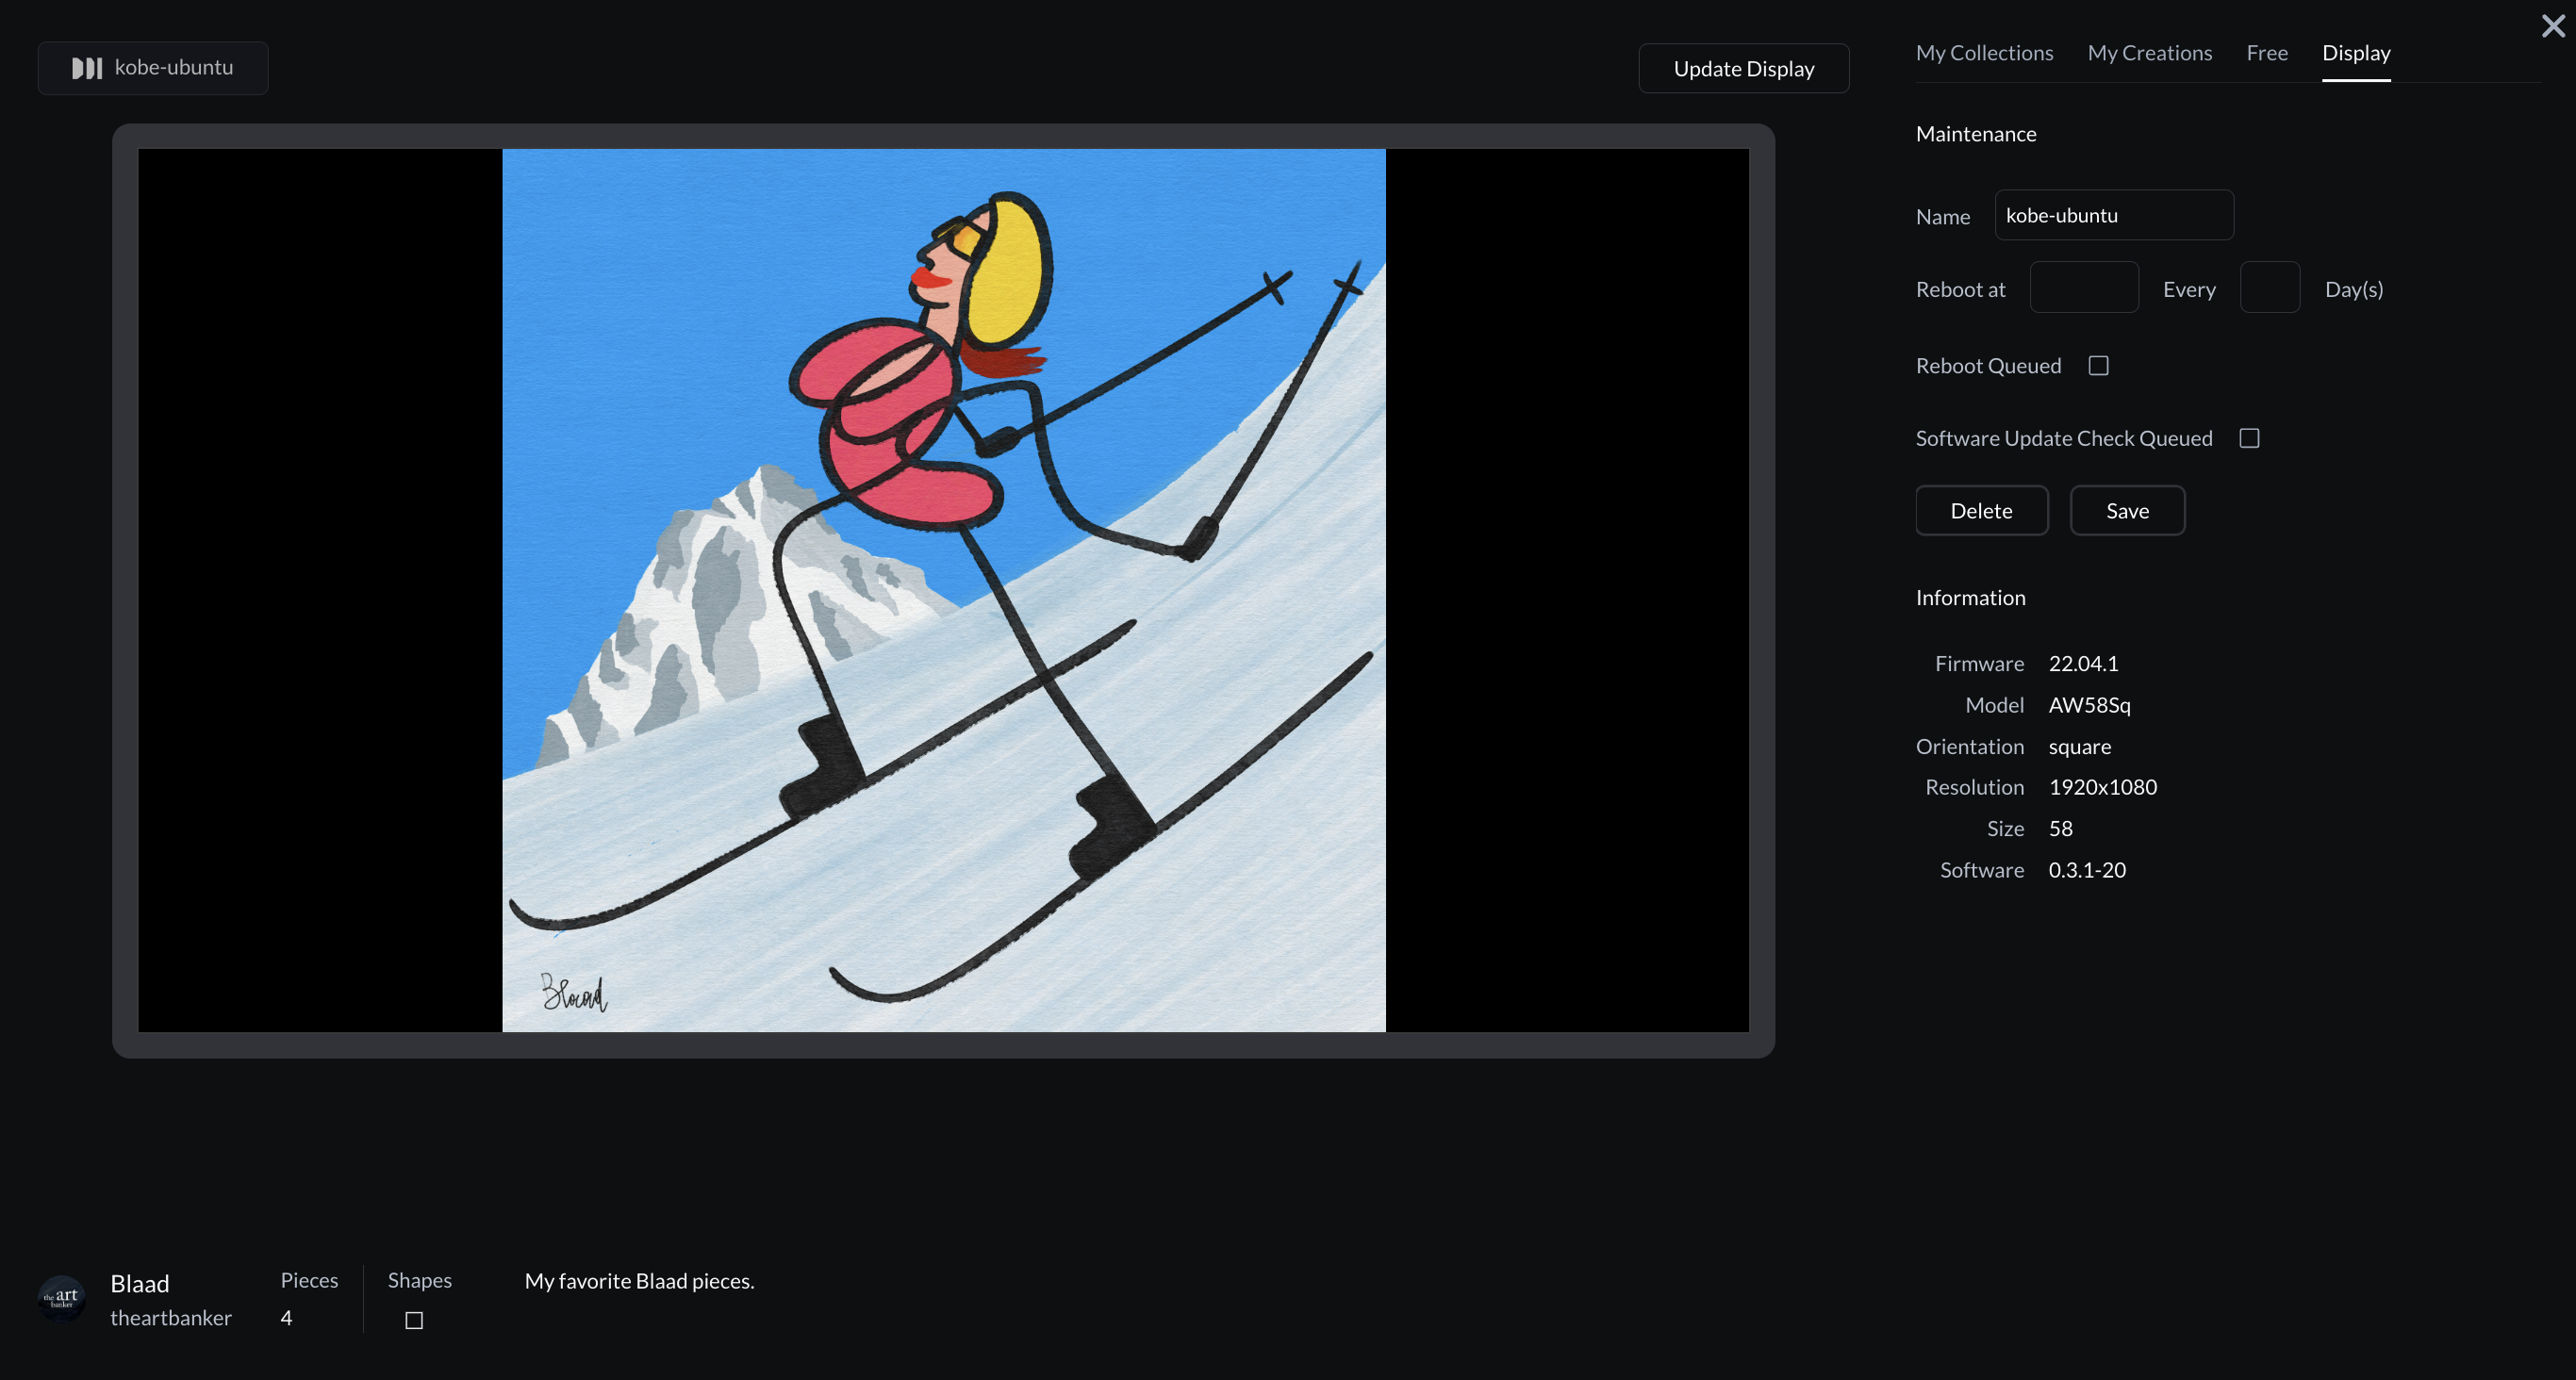 kobe-ubuntu
Update Display
My Collections My Creations Free Display
Maintenance
Name kobe-ubuntu
Reboot at Every Day(s)
Reboot Queued
Software Update Check Queued
Delete Save
Information
Firmware 22.04.1
Model AW58Sq
Orientation square
Resolution 1920x1080
Size 58
Software 0.3.1-20
Blaad
the art
banker
Blaad
theartbanker
Pieces
4
Shapes
My favorite Blaad pieces.